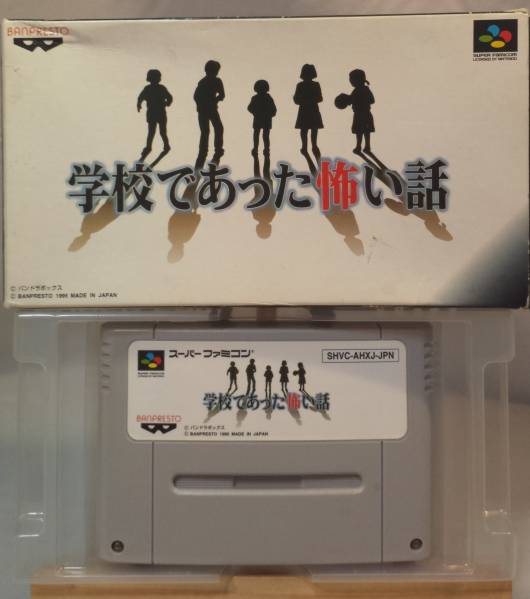 BANPRESTO
SUPER FAMICOM
LICENSED BY NINTENDO
学校であった怖い話
© パンドラボックス
© BANPRESTO 1995 MADE IN JAPAN
スーパーファミコン
SHVC-AHXJ-JPN
SUPER FAMICOM
学校であった怖い話
BANPRESTO
© パンドラボックス
© BANPRESTO 1995 MADE IN JAPAN